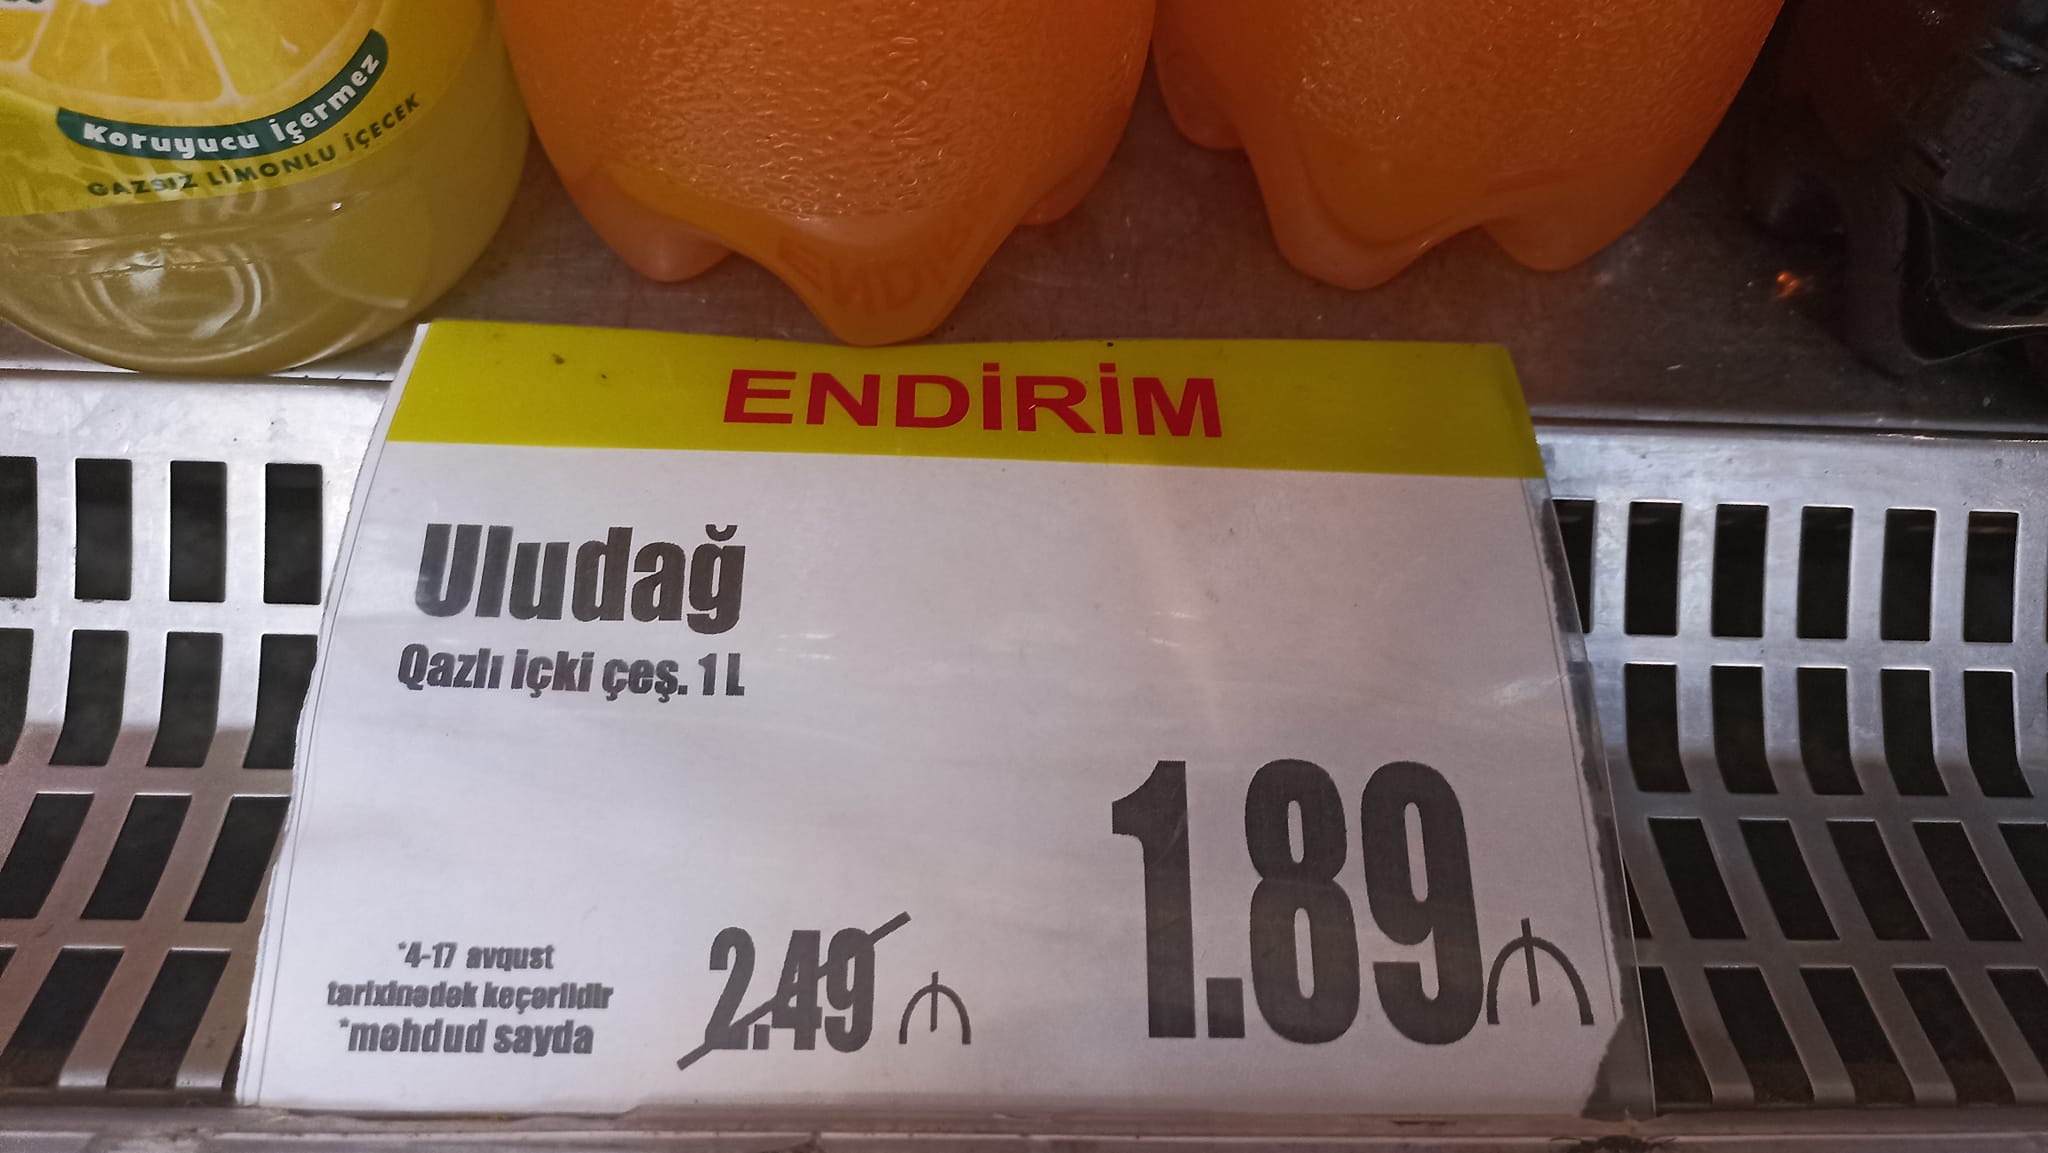 Koruyucu İçermez
GAZSIZ LİMONLU İÇECEK
ENDİRİM
Uludağ
Qazlı içki çeş. 1 L
*4-17 avqust
tarixinədək keçərlidir
*məhdud sayda
2.49 ₼
1.89 ₼